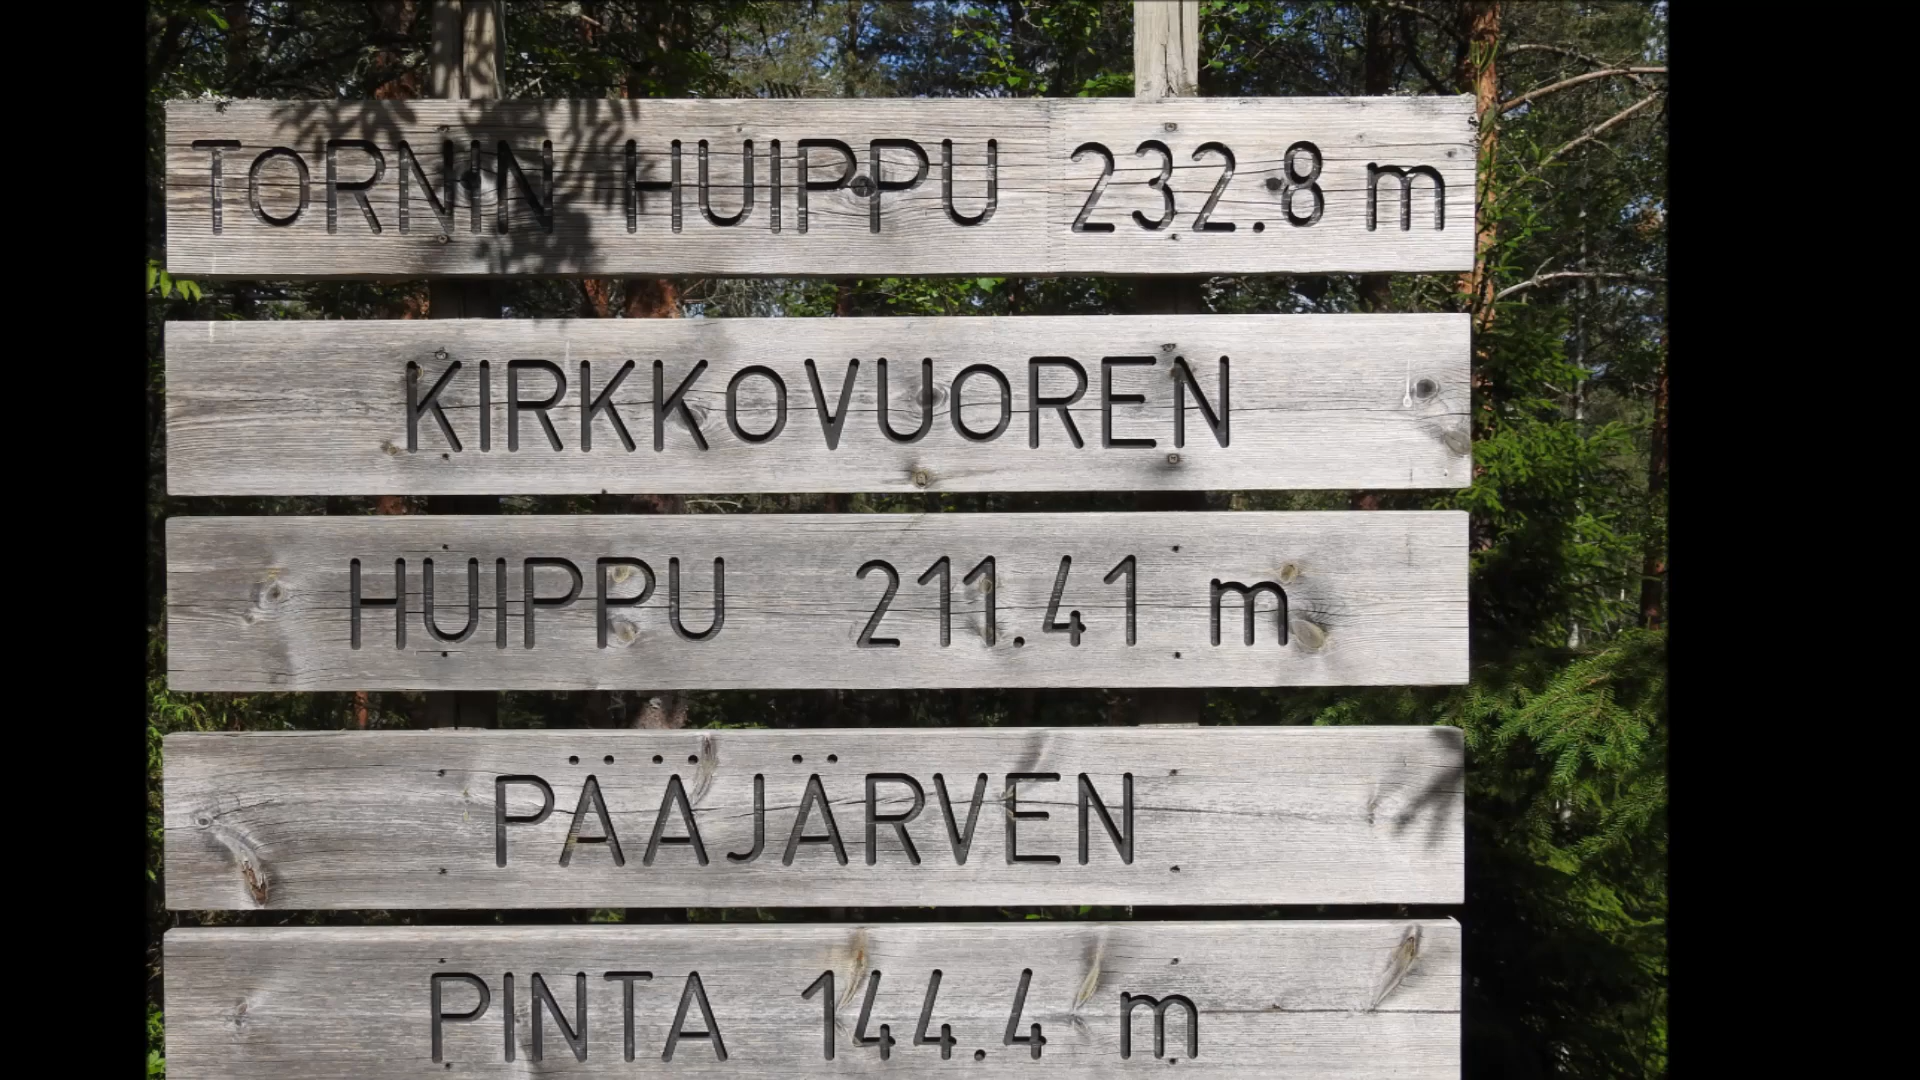 TORNIN HUIPPU 232.8 m
KIRKKOVUOREN
HUIPPU 211.41 m
PÄÄJÄRVEN
PINTA 144.4 m